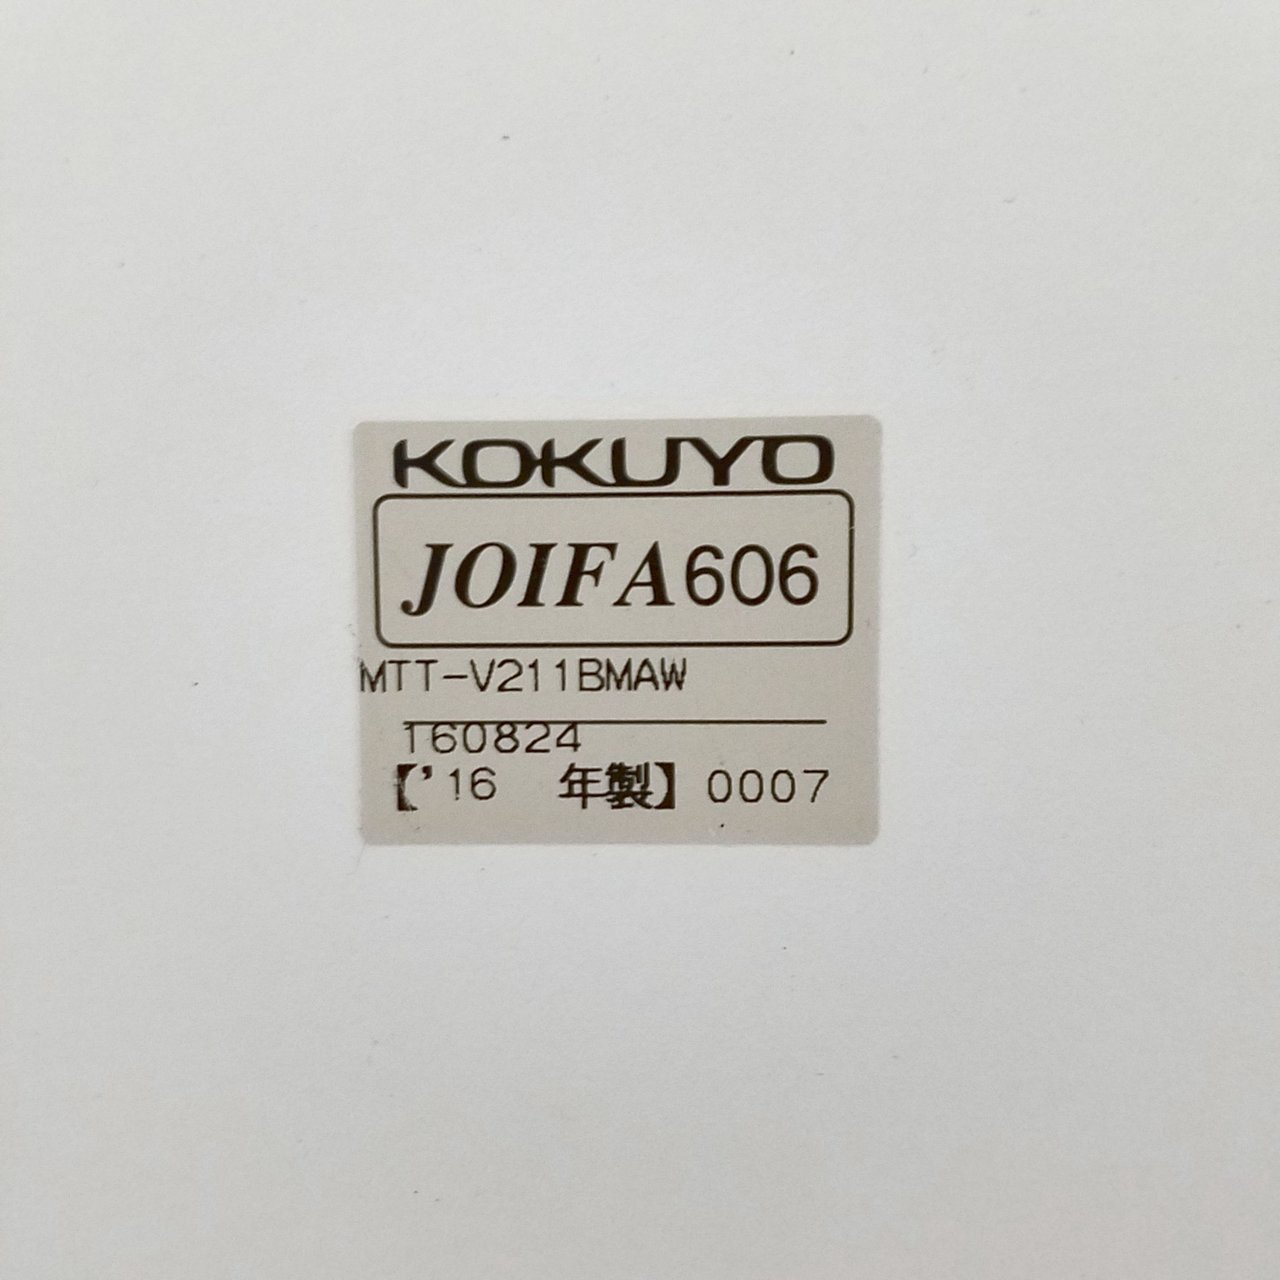 KOKUYO
JOIFA606
MTT-V211BMAW
160824
【'16 年製】0007